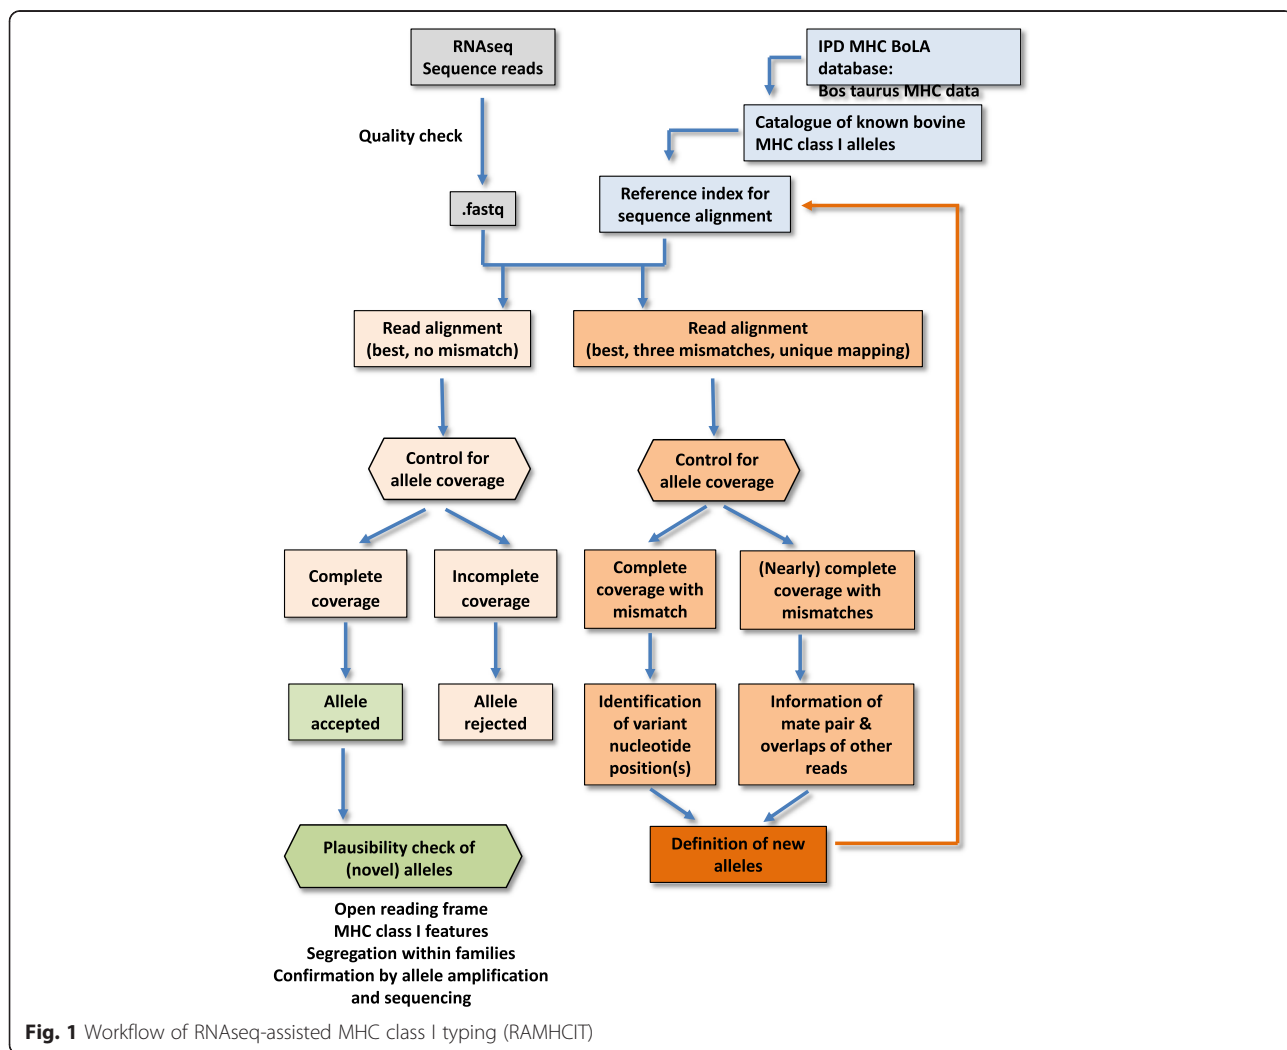 RNAseq
Sequence reads
IPD MHC BoLA
database:
Bos taurus MHC data
Quality check
Catalogue of known bovine
MHC class I alleles
.fastq
Reference index for
sequence alignment
Read alignment
(best, no mismatch)
Read alignment
(best, three mismatches, unique mapping)
Control for
allele coverage
Control for
allele coverage
Complete
coverage
Incomplete
coverage
Complete
coverage with
mismatch
(Nearly) complete
coverage with
mismatches
Allele
accepted
Allele
rejected
Identification
of variant
nucleotide
position(s)
Information of
mate pair &
overlaps of other
reads
Plausibility check of
(novel) alleles
Definition of new
alleles
Open reading frame
MHC class I features
Segregation within families
Confirmation by allele amplification
and sequencing
Fig. 1 Workflow of RNAseq-assisted MHC class I typing (RAMHCIT)